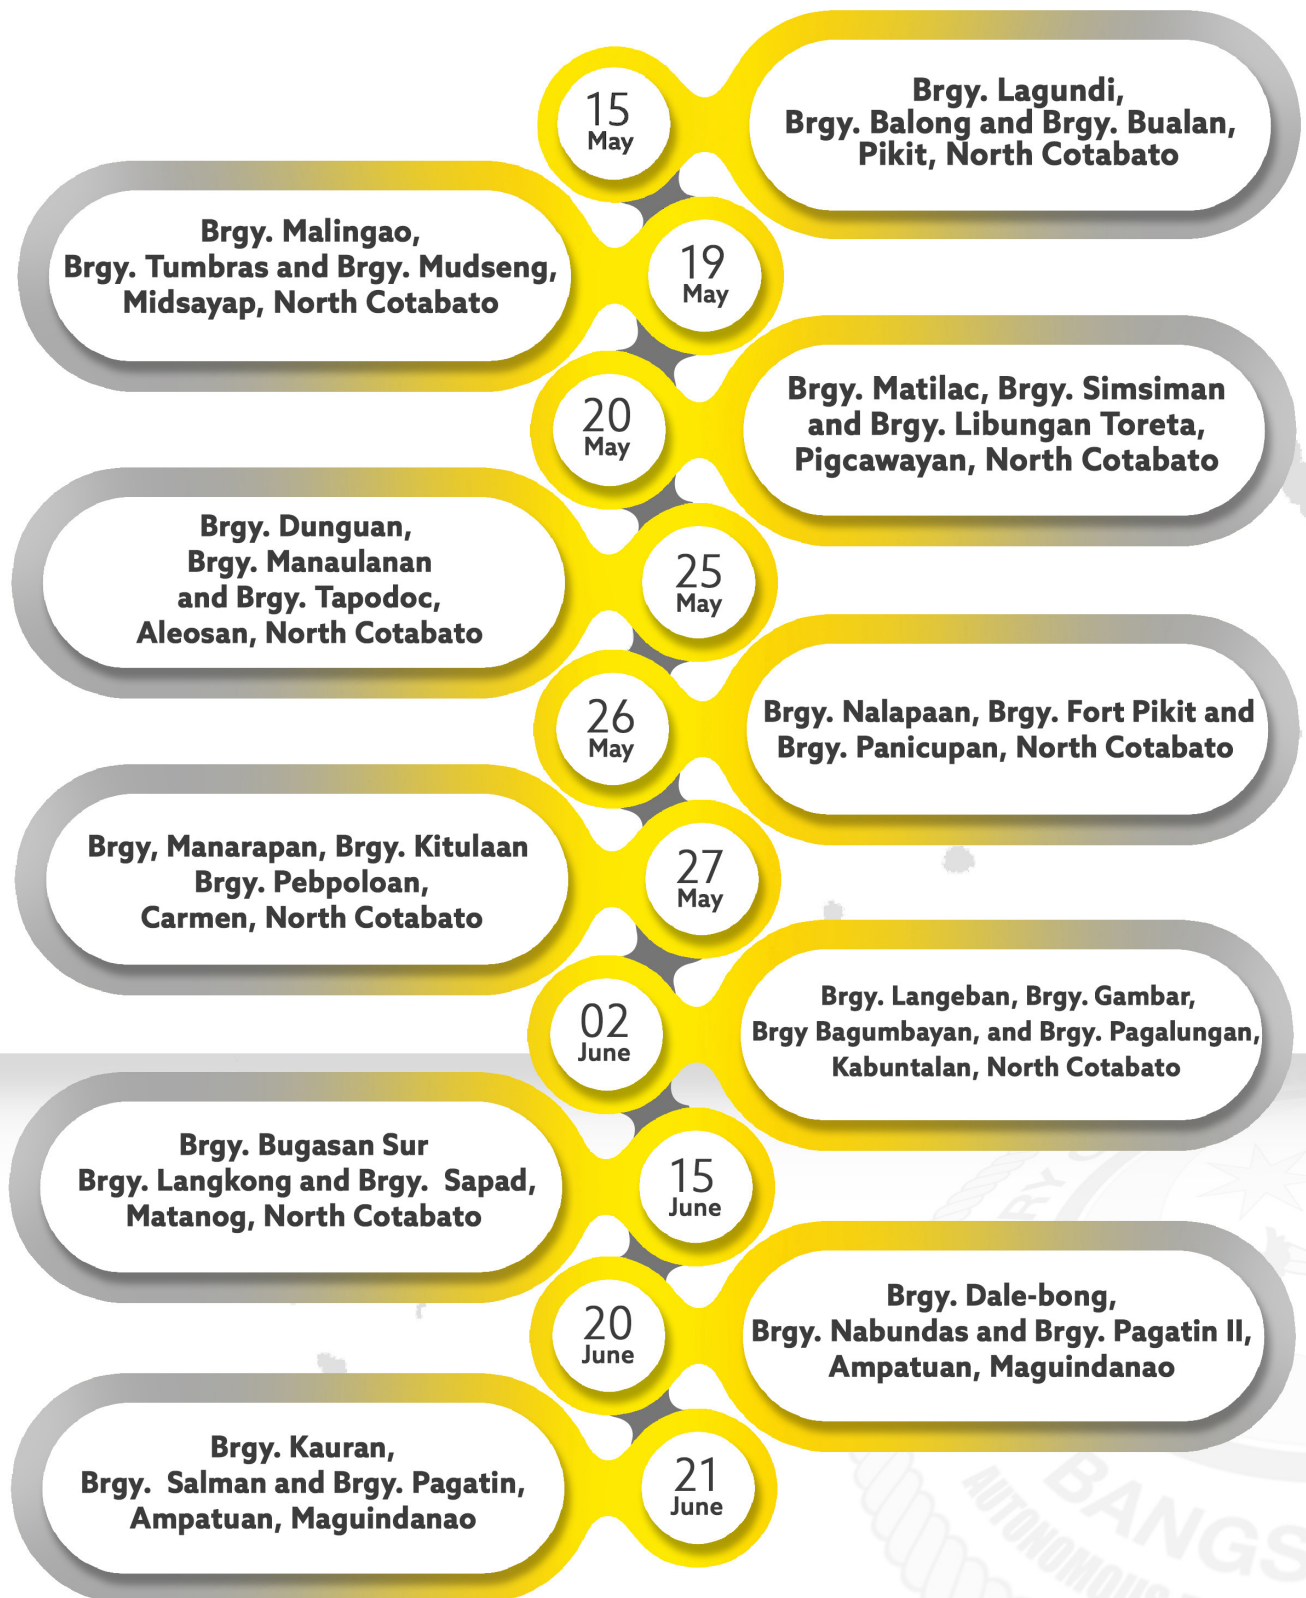 15
May
Brgy. Lagundi,
Brgy. Balong and Brgy. Bualan,
Pikit, North Cotabato
Brgy. Malingao,
Brgy. Tumbras and Brgy. Mudseng,
Midsayap, North Cotabato
19
May
20
May
Brgy. Matilac, Brgy. Simsiman
and Brgy. Libungan Toreta,
Pigcawayan, North Cotabato
Brgy. Dunguan,
Brgy. Manaulanan
and Brgy. Tapodoc,
Aleosan, North Cotabato
25
May
26
May
Brgy. Nalapaan, Brgy. Fort Pikit and
Brgy. Panicupan, North Cotabato
Brgy, Manarapan, Brgy. Kitulaan
Brgy. Pebpoloan,
Carmen, North Cotabato
27
May
02
June
Brgy. Langeban, Brgy. Gambar,
Brgy Bagumbayan, and Brgy. Pagalungan,
Kabuntalan, North Cotabato
Brgy. Bugasan Sur
Brgy. Langkong and Brgy. Sapad,
Matanog, North Cotabato
15
June
20
June
Brgy. Dale-bong,
Brgy. Nabundas and Brgy. Pagatin II,
Ampatuan, Maguindanao
Brgy. Kauran,
Brgy. Salman and Brgy. Pagatin,
Ampatuan, Maguindanao
21
June
BANGS
AUTONOMOUS